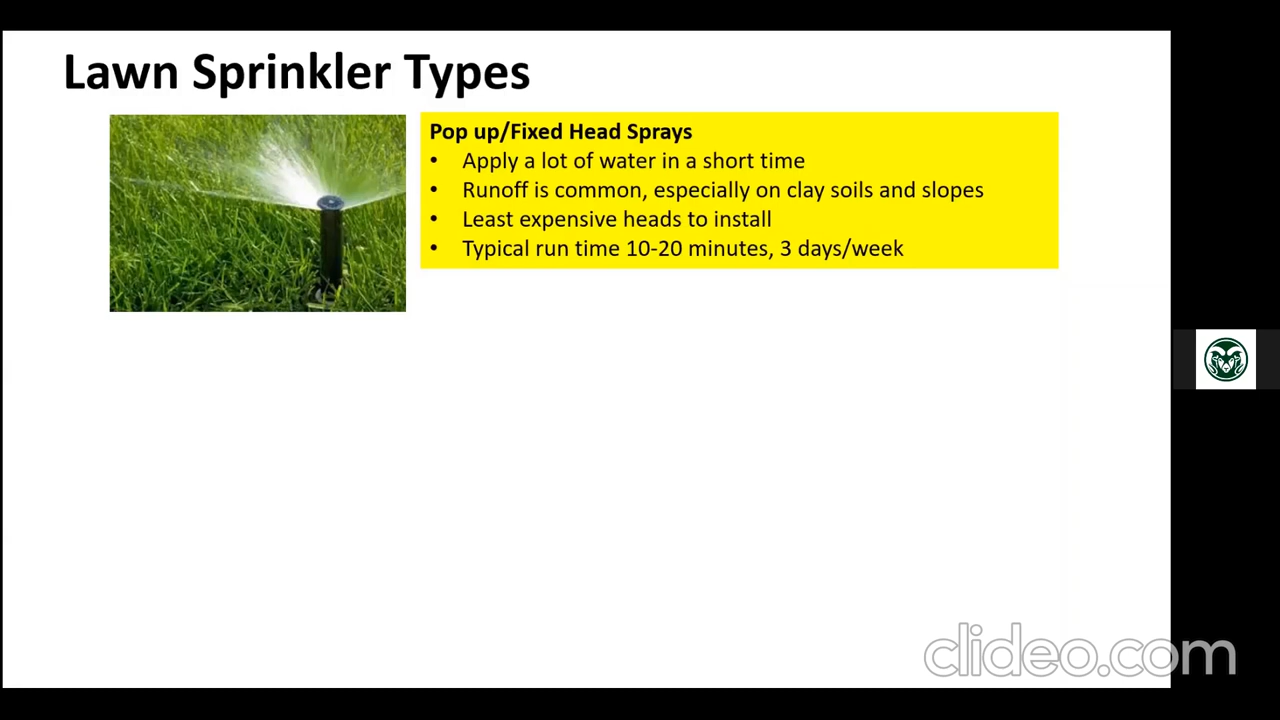 Lawn Sprinkler Types
Pop up/Fixed Head Sprays
• Apply a lot of water in a short time
• Runoff is common, especially on clay soils and slopes
• Least expensive heads to install
• Typical run time 10-20 minutes, 3 days/week
clideo.com